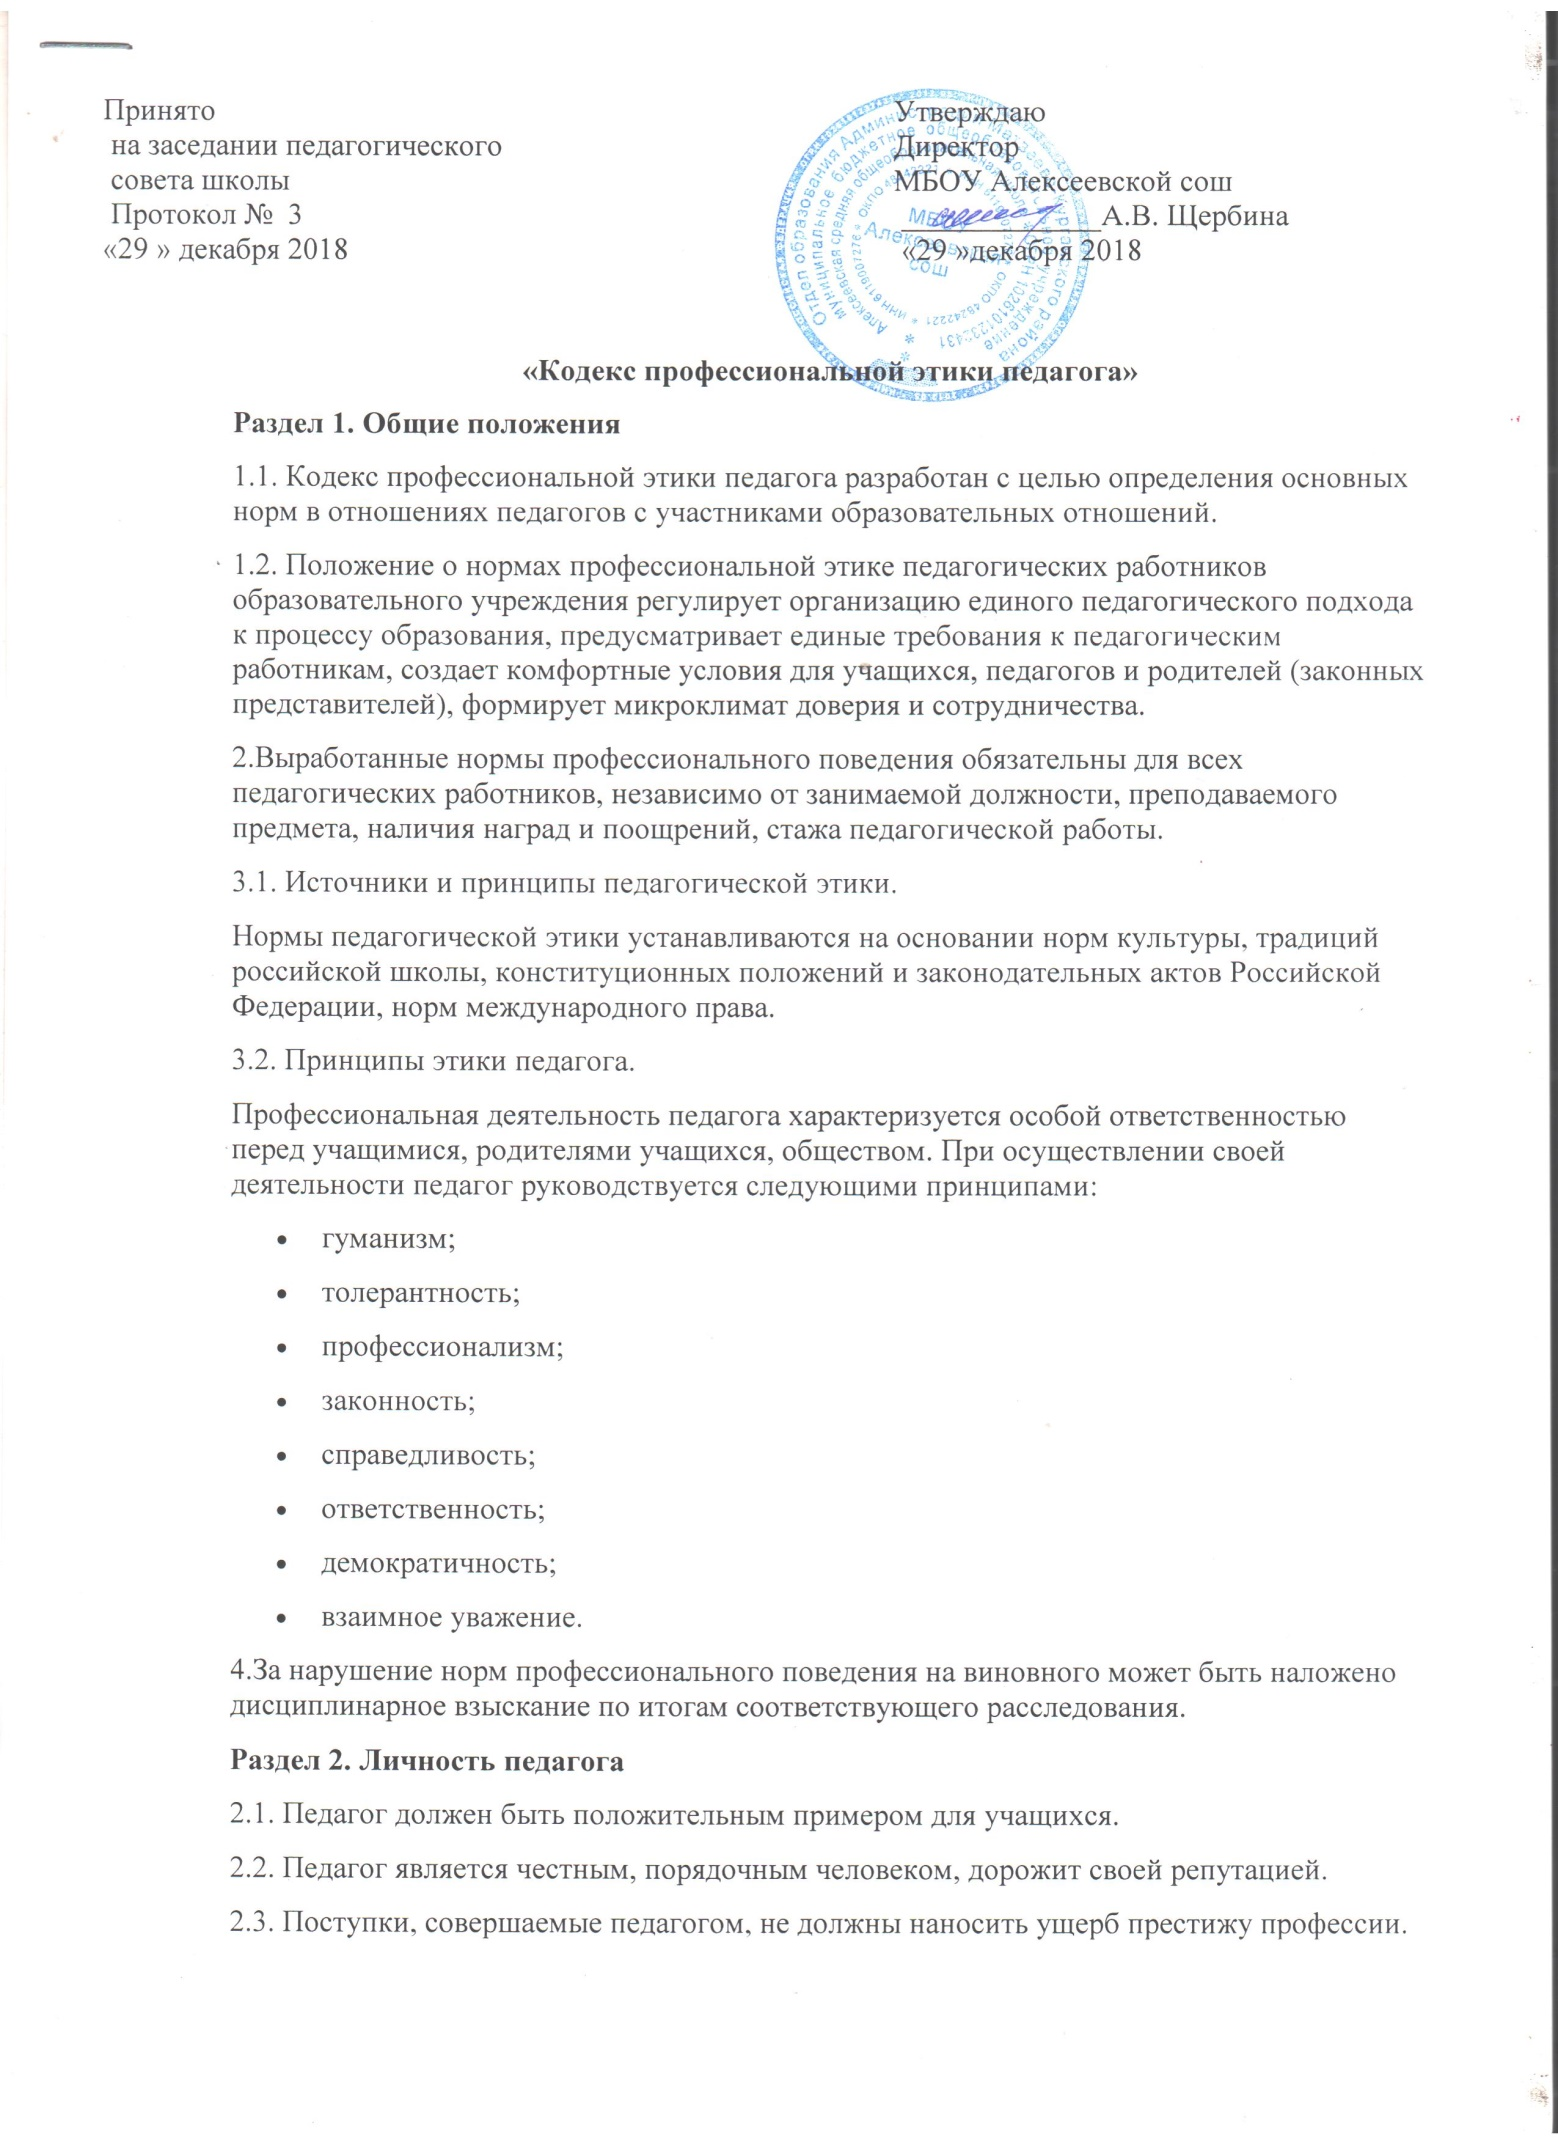 Принято
на заседании педагогического
совета школы
Протокол № 3
«29 » декабря 2018
Утверждаю
Директор
МБОУ Алексеевской сош
______________А.В. Щербина
«29 »декабря 2018
«Кодекс профессиональной этики педагога»
Раздел 1. Общие положения
1.1. Кодекс профессиональной этики педагога разработан с целью определения основных
норм в отношениях педагогов с участниками образовательных отношений.
1.2. Положение о нормах профессиональной этике педагогических работников
образовательного учреждения регулирует организацию единого педагогического подхода
к процессу образования, предусматривает единые требования к педагогическим
работникам, создает комфортные условия для учащихся, педагогов и родителей (законных
представителей), формирует микроклимат доверия и сотрудничества.
2.Выработанные нормы профессионального поведения обязательны для всех
педагогических работников, независимо от занимаемой должности, преподаваемого
предмета, наличия наград и поощрений, стажа педагогической работы.
3.1. Источники и принципы педагогической этики.
Нормы педагогической этики устанавливаются на основании норм культуры, традиций
российской школы, конституционных положений и законодательных актов Российской
Федерации, норм международного права.
3.2. Принципы этики педагога.
Профессиональная деятельность педагога характеризуется особой ответственностью
перед учащимися, родителями учащихся, обществом. При осуществлении своей
деятельности педагог руководствуется следующими принципами:
• гуманизм;
• толерантность;
• профессионализм;
• законность;
• справедливость;
• ответственность;
• демократичность;
• взаимное уважение.
4.За нарушение норм профессионального поведения на виновного может быть наложено
дисциплинарное взыскание по итогам соответствующего расследования.
Раздел 2. Личность педагога
2.1. Педагог должен быть положительным примером для учащихся.
2.2. Педагог является честным, порядочным человеком, дорожит своей репутацией.
2.3. Поступки, совершаемые педагогом, не должны наносить ущерб престижу профессии.
Отдел образования
муниципальное бюджетное
Алексеевская средняя
ИНН 6119007276 * ОКПО
сош